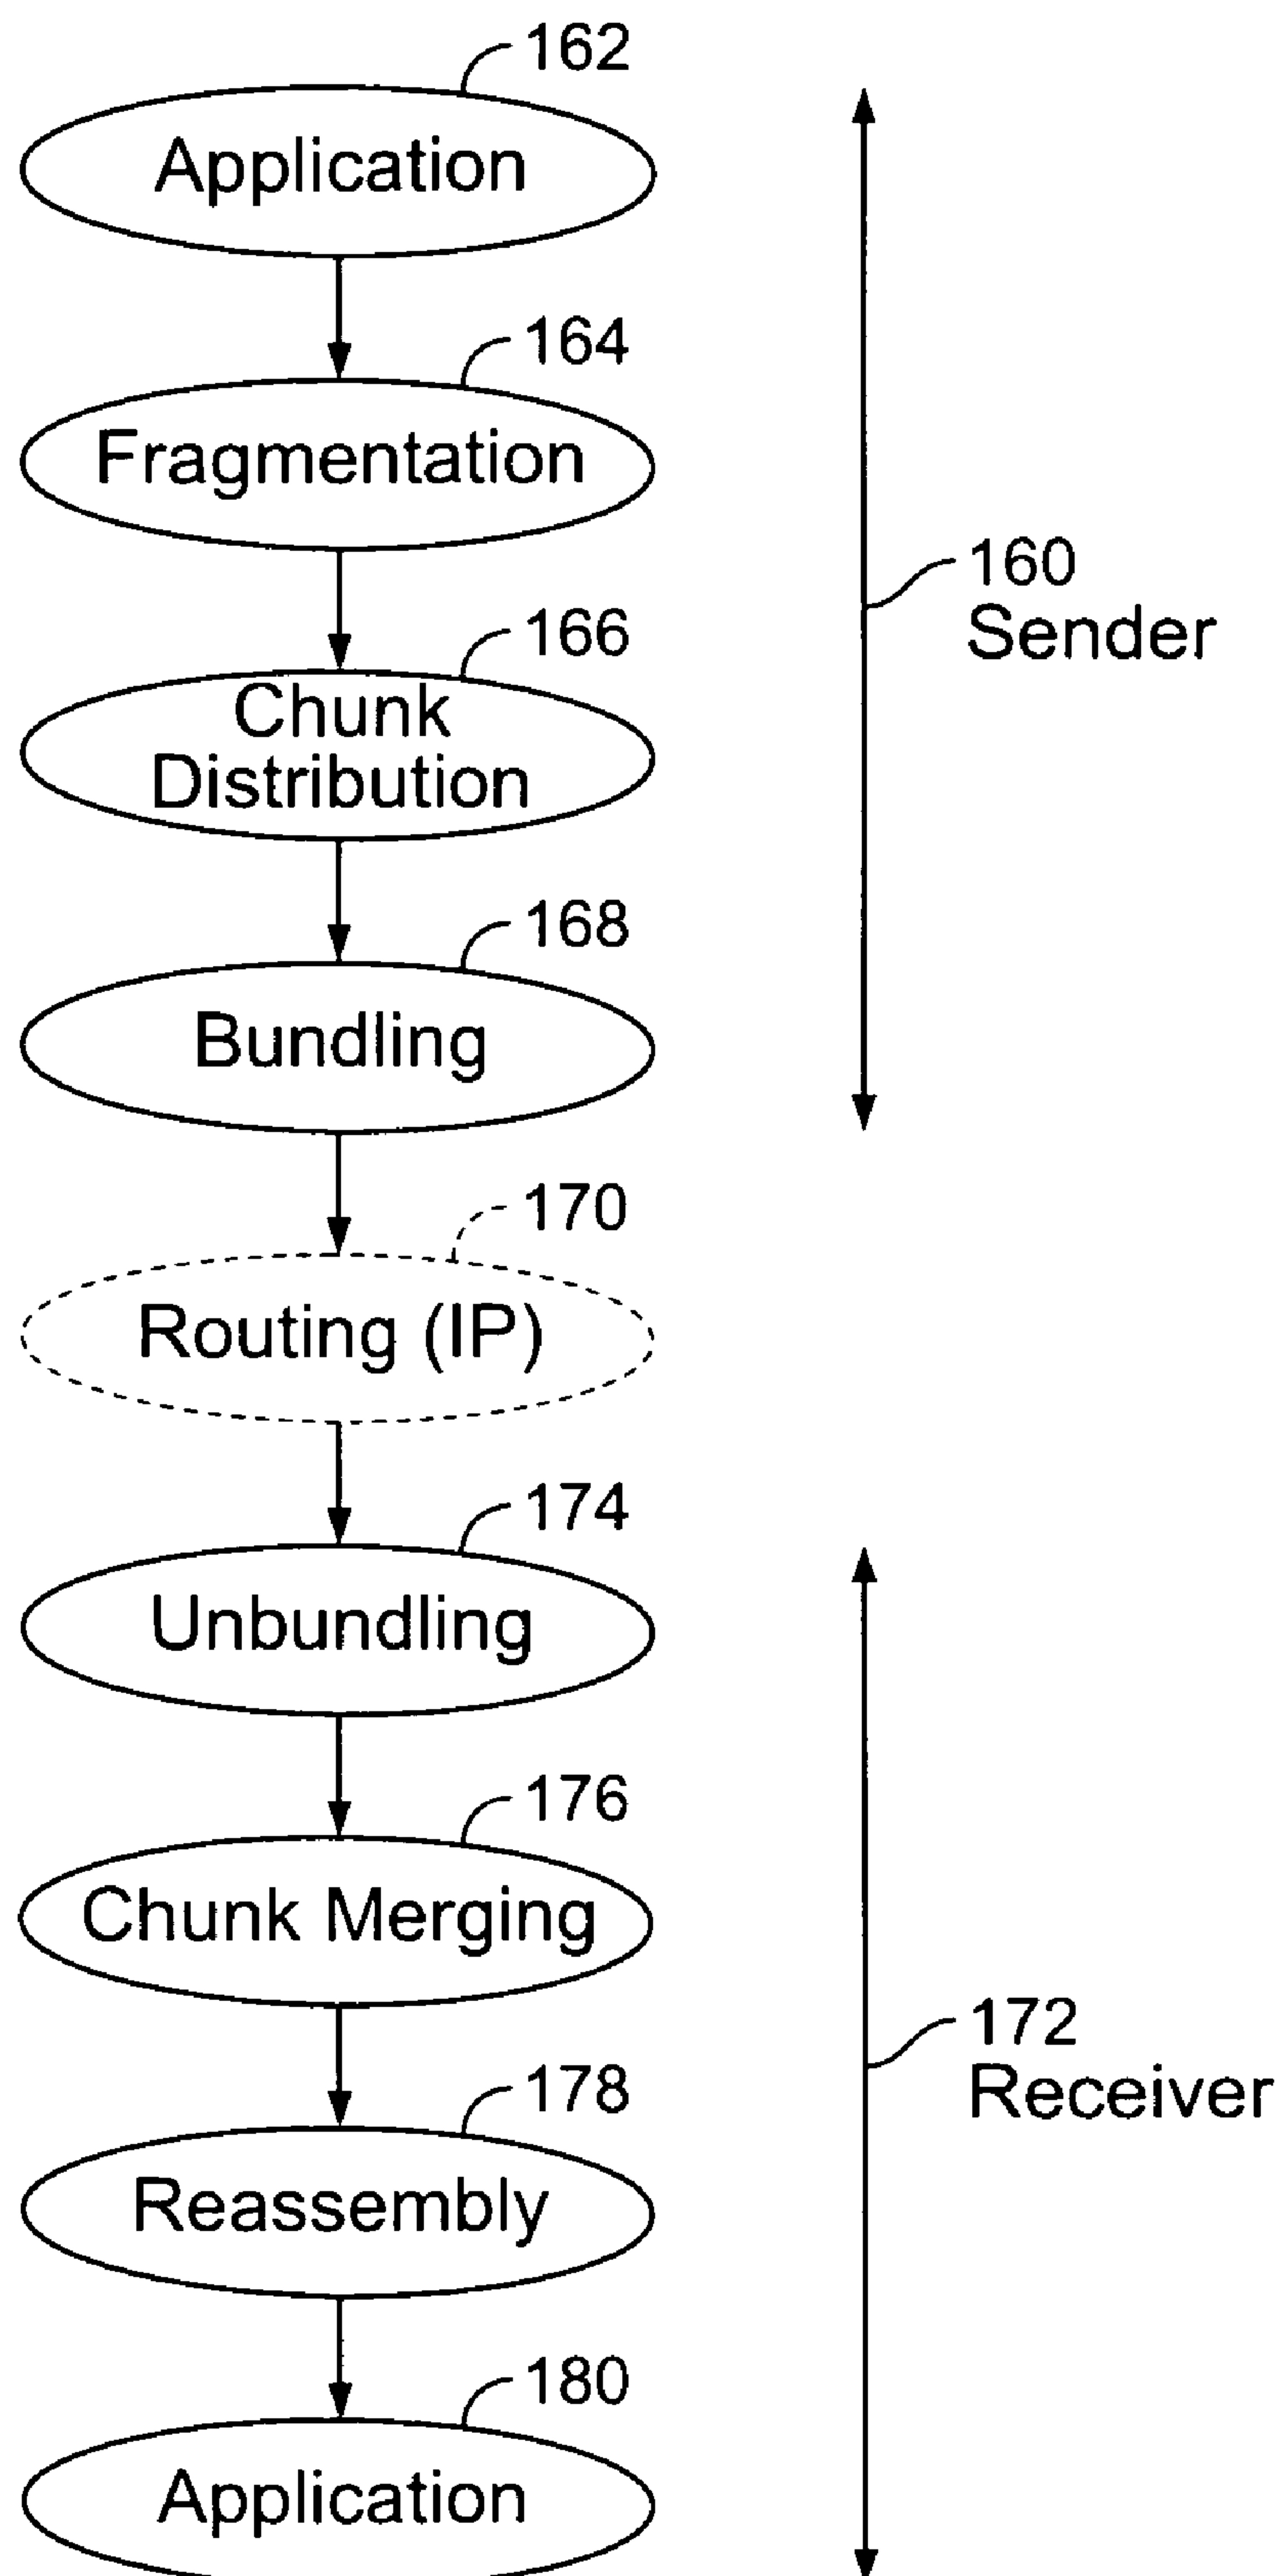 162
Application
164
Fragmentation
166
Chunk
Distribution
160
Sender
168
Bundling
170
Routing (IP)
174
Unbundling
176
Chunk Merging
172
Receiver
178
Reassembly
180
Application